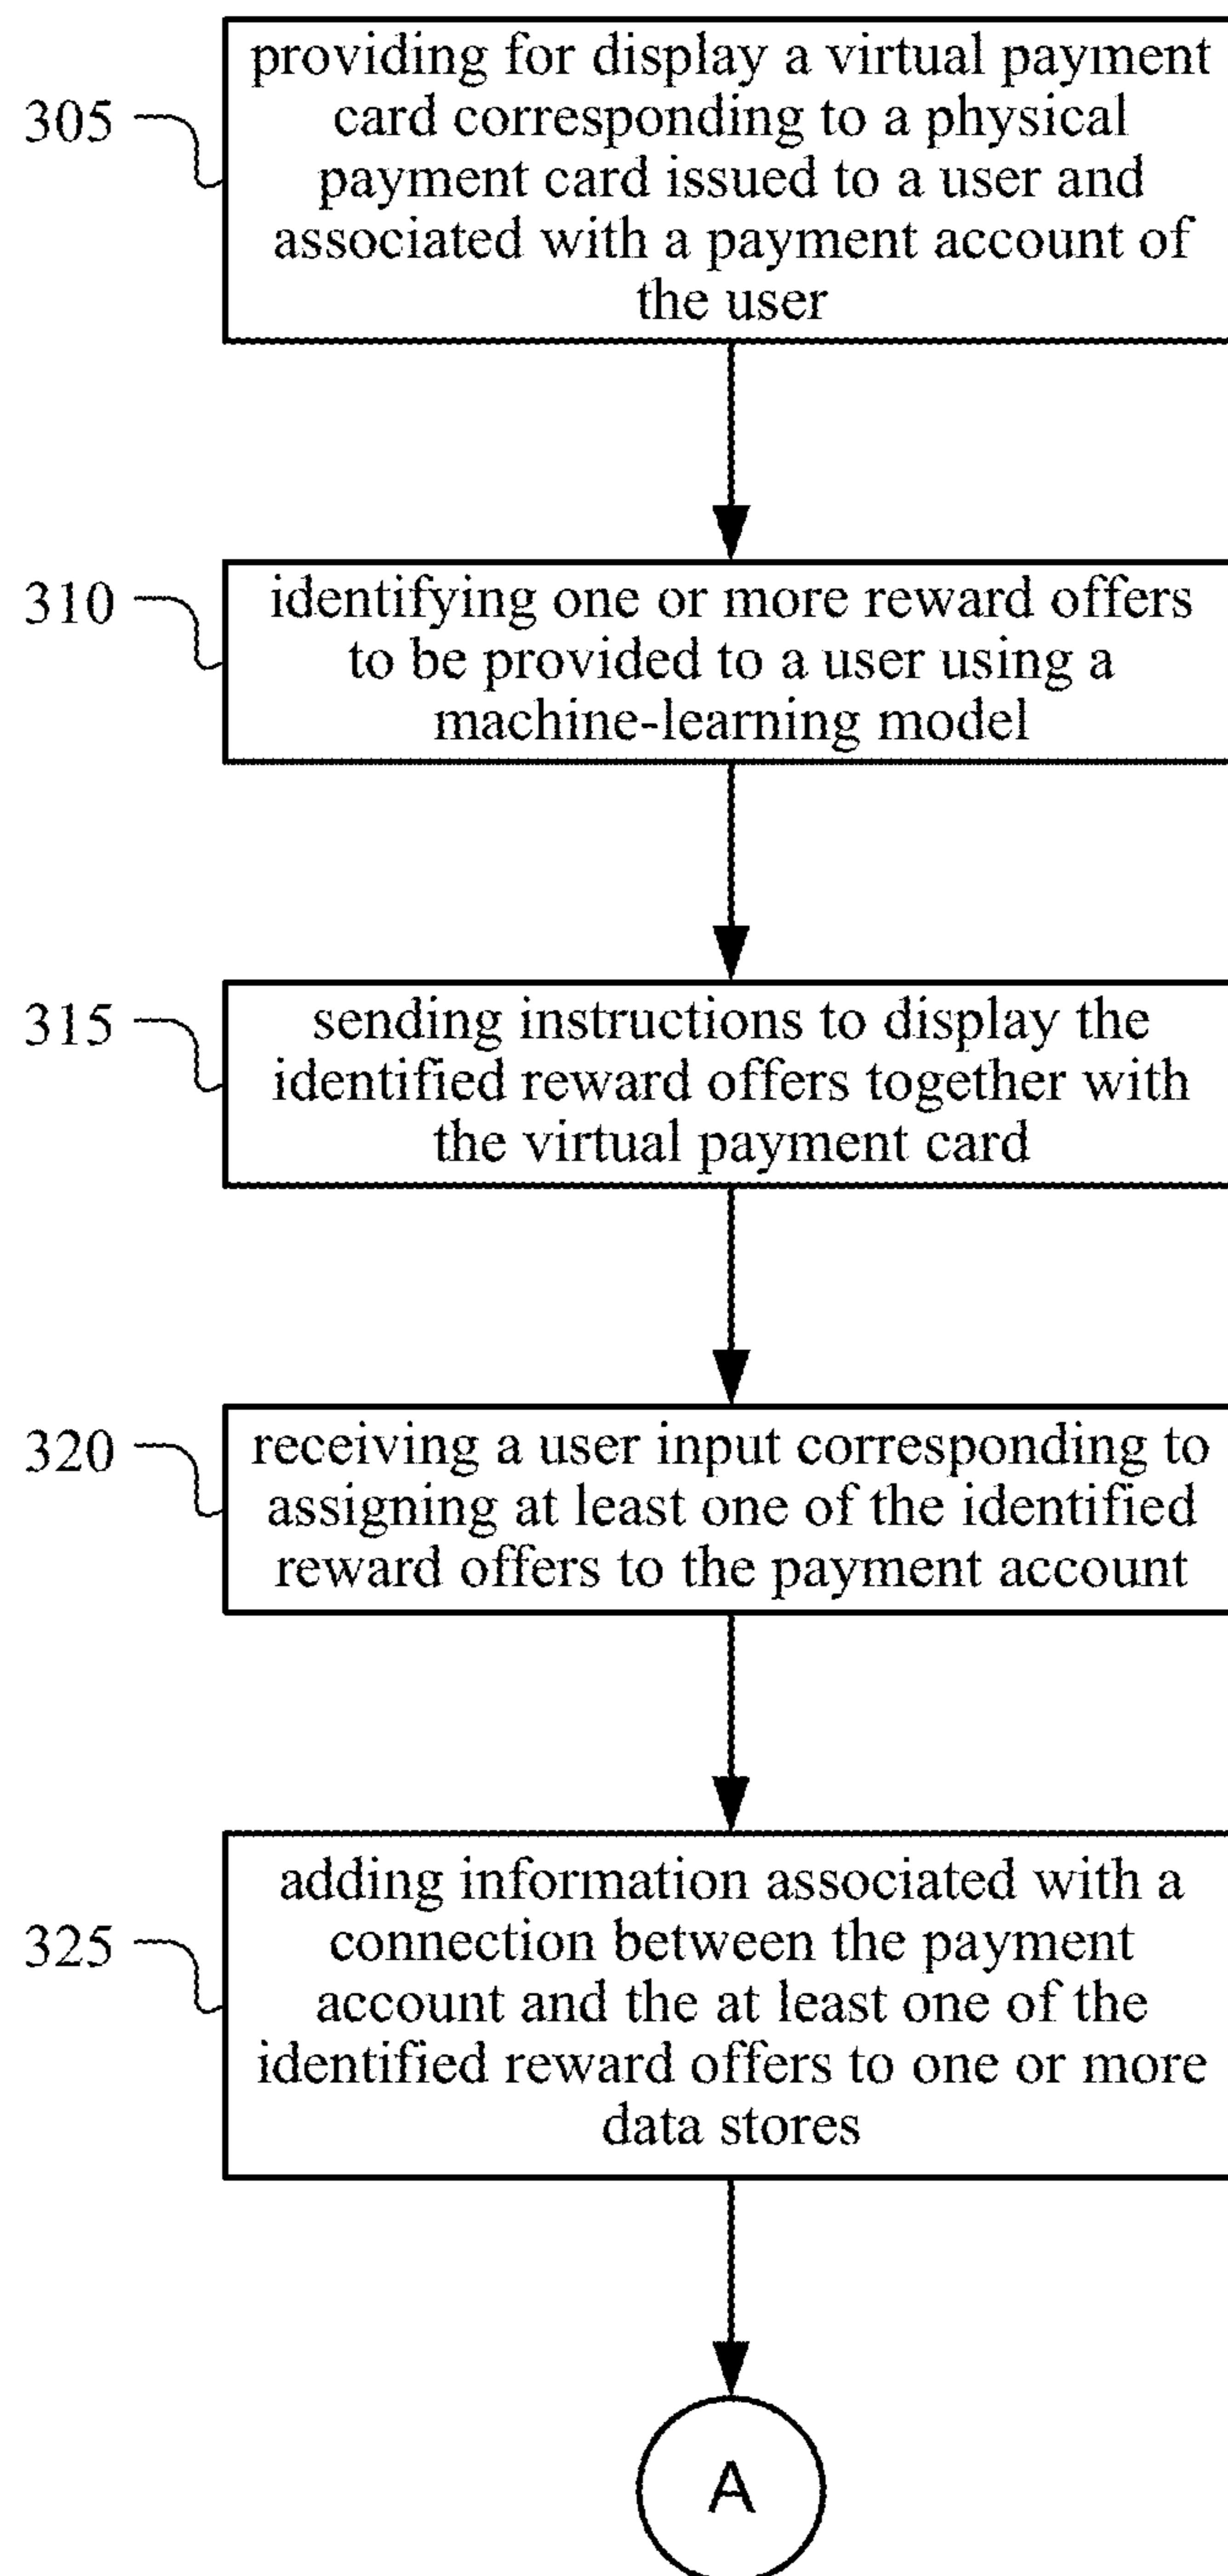 305
providing for display a virtual payment
card corresponding to a physical
payment card issued to a user and
associated with a payment account of
the user
310
identifying one or more reward offers
to be provided to a user using a
machine-learning model
315
sending instructions to display the
identified reward offers together with
the virtual payment card
320
receiving a user input corresponding to
assigning at least one of the identified
reward offers to the payment account
325
adding information associated with a
connection between the payment
account and the at least one of the
identified reward offers to one or more
data stores
A